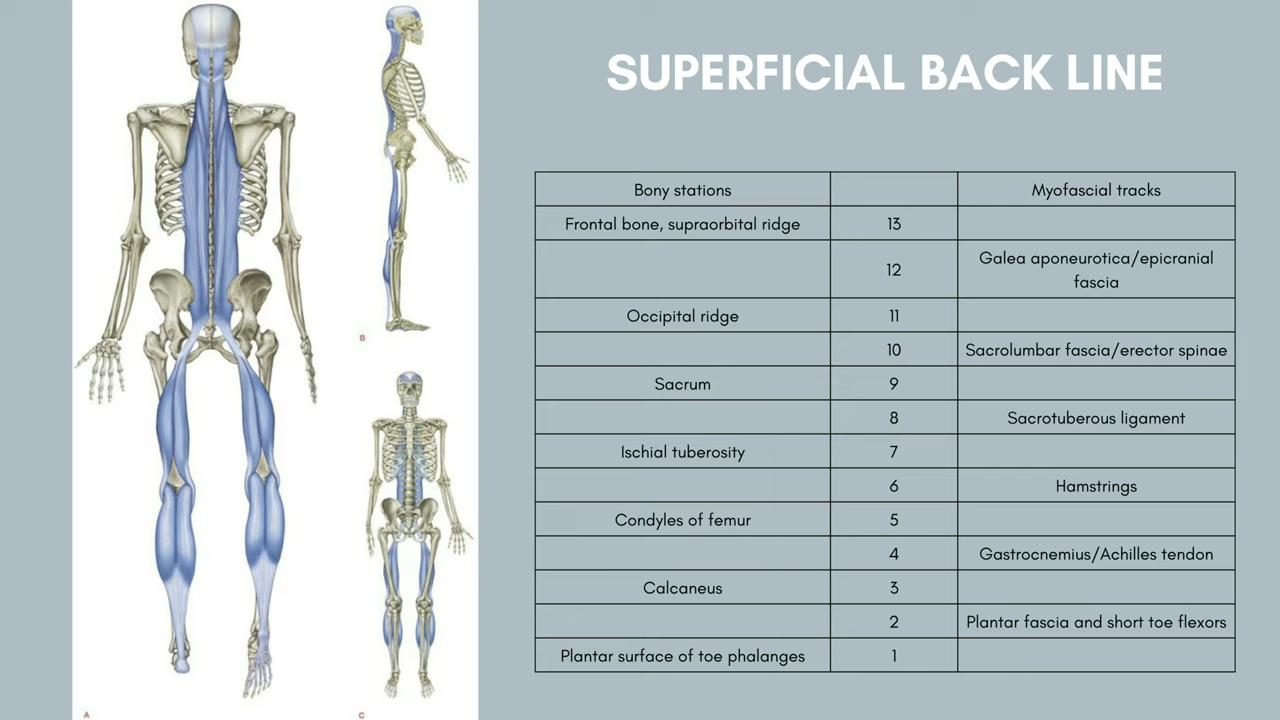 SUPERFICIAL BACK LINE
Bony stations Myofascial tracks
Frontal bone, supraorbital ridge 13
12 Galea aponeurotica/epicranial
fascia
Occipital ridge 11
10 Sacrolumbar fascia/erector spinae
Sacrum 9
8 Sacrotuberous ligament
Ischial tuberosity 7
6 Hamstrings
Condyles of femur 5
4 Gastrocnemius/Achilles tendon
Calcaneus 3
2 Plantar fascia and short toe flexors
Plantar surface of toe phalanges 1
A
B
C